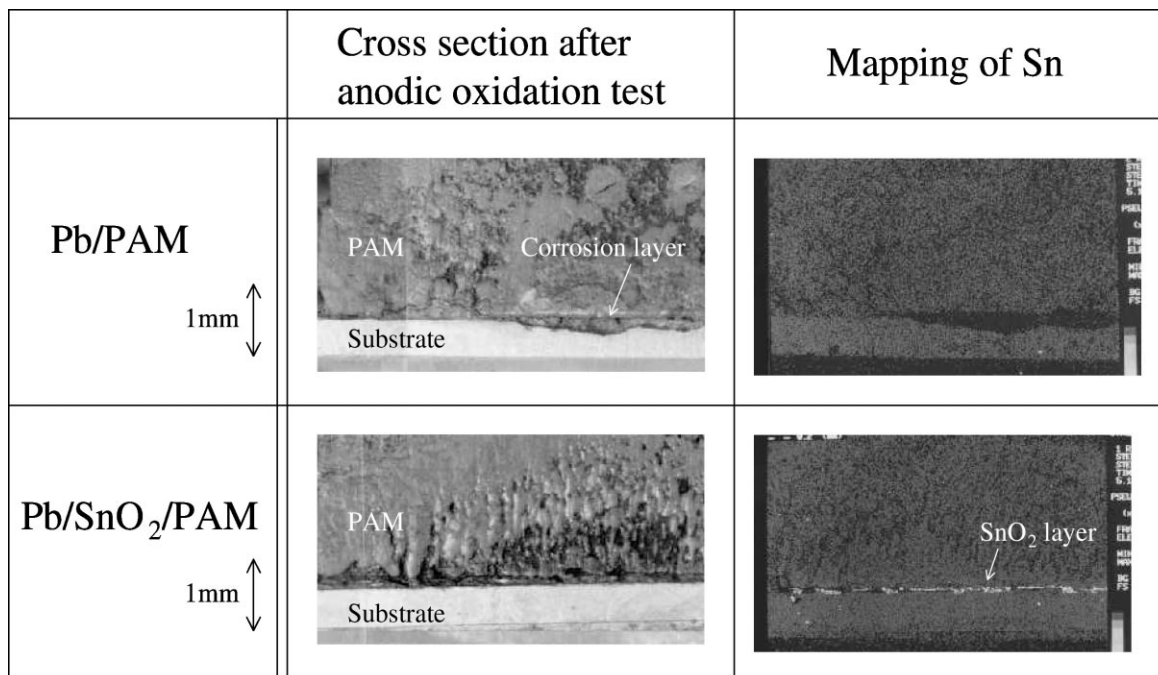 Cross section after
anodic oxidation test
Mapping of Sn
Pb/PAM
1mm
PAM
Corrosion layer
Substrate
Pb/SnO₂/PAM
1mm
PAM
Substrate
SnO₂ layer